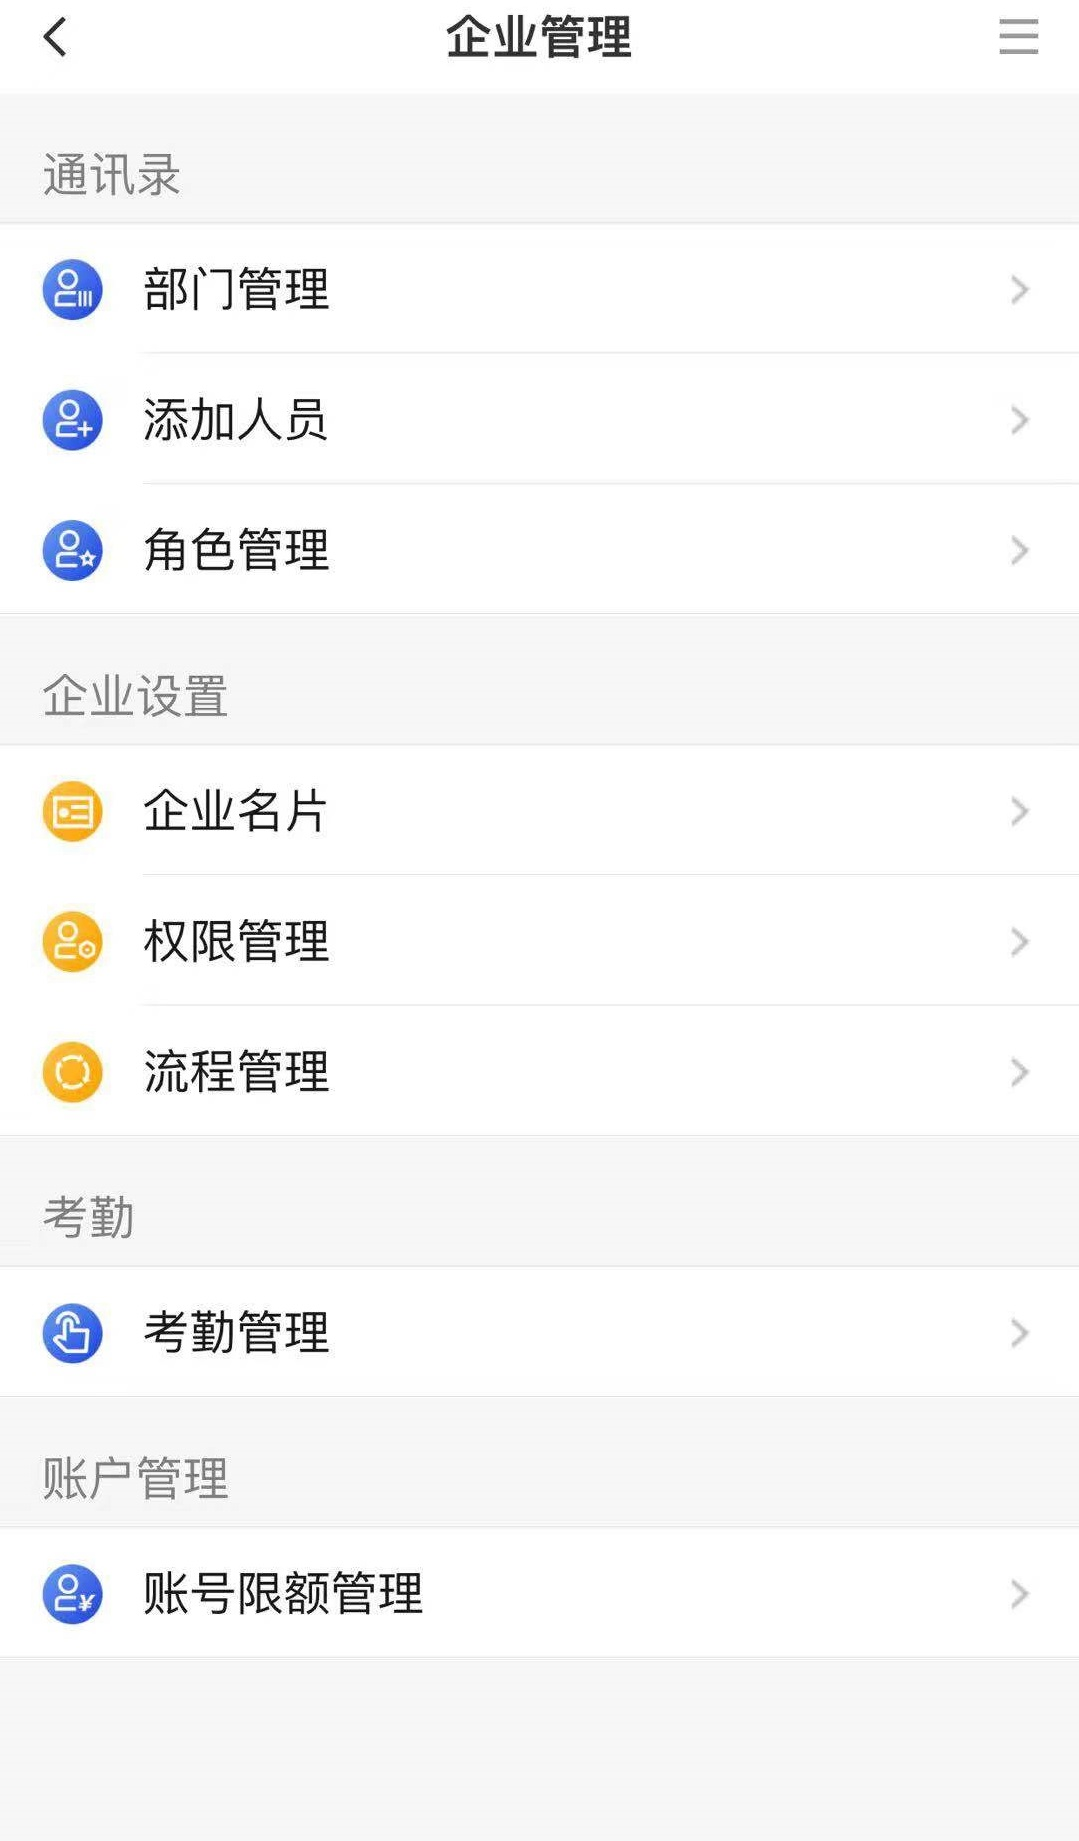 企业管理
通讯录
部门管理
添加人员
角色管理
企业设置
企业名片
权限管理
流程管理
考勤
考勤管理
账户管理
账号限额管理